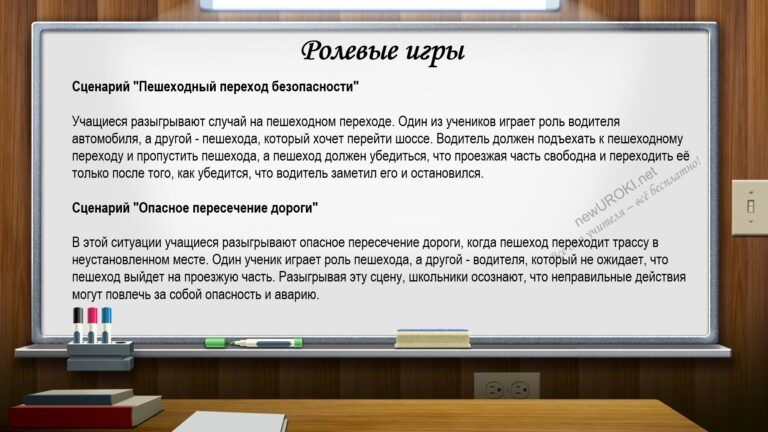 Ролевые игры
Сценарий "Пешеходный переход безопасности"
Учащиеся разыгрывают случай на пешеходном переходе. Один из учеников играет роль водителя
автомобиля, а другой - пешехода, который хочет перейти шоссе. Водитель должен подъехать к пешеходному
переходу и пропустить пешехода, а пешеход должен убедиться, что проезжая часть свободна и переходить её
только после того, как убедится, что водитель заметил его и остановился.
Сценарий "Опасное пересечение дороги"
В этой ситуации учащиеся разыгрывают опасное пересечение дороги, когда пешеход переходит трассу в
неустановленном месте. Один ученик играет роль пешехода, а другой - водителя, который не ожидает, что
пешеход выйдет на проезжую часть. Разыгрывая эту сцену, школьники осознают, что неправильные действия
могут повлечь за собой опасность и аварию.
newUROKI.net
учителя – всё бесплатно!